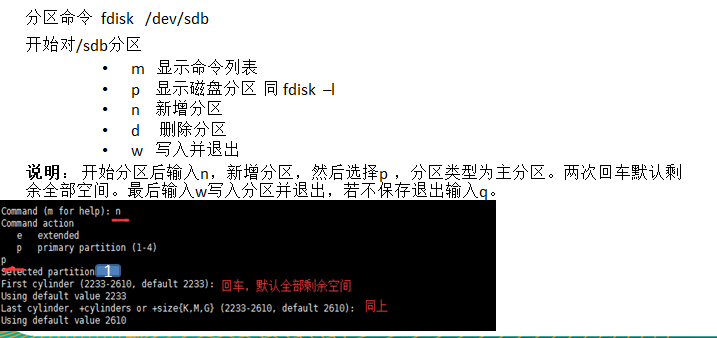 分区命令 fdisk /dev/sdb
开始对/sdb分区
• m 显示命令列表
• p 显示磁盘分区 同 fdisk –l
• n 新增分区
• d 删除分区
• w 写入并退出
说明： 开始分区后输入n，新增分区，然后选择p ，分区类型为主分区。两次回车默认剩
余全部空间。最后输入w写入分区并退出，若不保存退出输入q。
Command (m for help): n
Command action
e extended
p primary partition (1-4)
p
Selected partition 1
First cylinder (2233-2610, default 2233): 回车，默认全部剩余空间
Using default value 2233
Last cylinder, +cylinders or +size{K,M,G} (2233-2610, default 2610): 同上
Using default value 2610